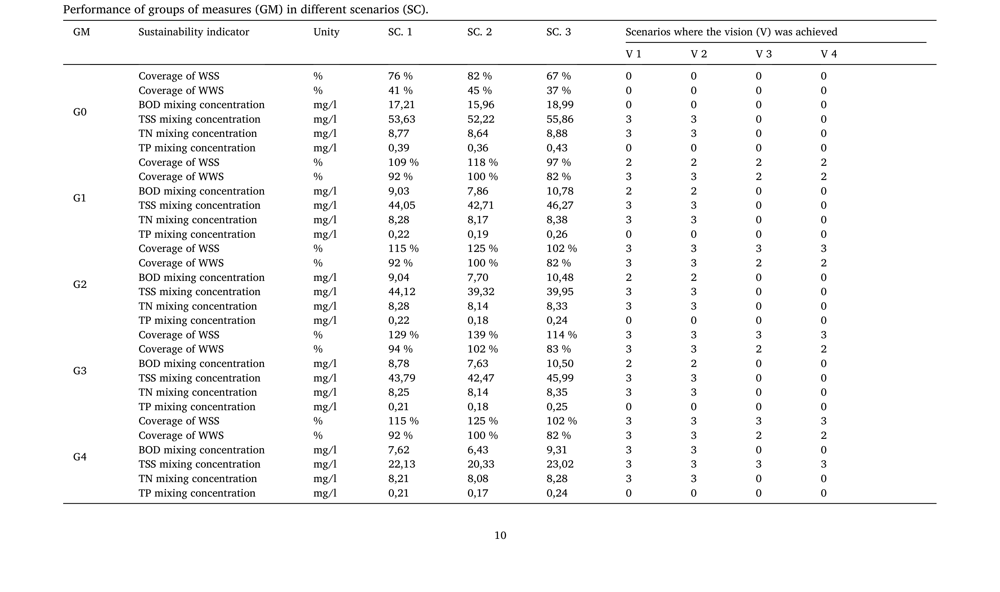 Performance of groups of measures (GM) in different scenarios (SC).
GM Sustainability indicator Unity SC. 1 SC. 2 SC. 3 Scenarios where the vision (V) was achieved
V 1 V 2 V 3 V 4
G0
Coverage of WSS % 76 % 82 % 67 % 0 0 0 0
Coverage of WWS % 41 % 45 % 37 % 0 0 0 0
BOD mixing concentration mg/l 17,21 15,96 18,99 0 0 0 0
TSS mixing concentration mg/l 53,63 52,22 55,86 3 3 0 0
TN mixing concentration mg/l 8,77 8,64 8,88 3 3 0 0
TP mixing concentration mg/l 0,39 0,36 0,43 0 0 0 0
G1
Coverage of WSS % 109 % 118 % 97 % 2 2 2 2
Coverage of WWS % 92 % 100 % 82 % 3 3 2 2
BOD mixing concentration mg/l 9,03 7,86 10,78 2 2 0 0
TSS mixing concentration mg/l 44,05 42,71 46,27 3 3 0 0
TN mixing concentration mg/l 8,28 8,17 8,38 3 3 0 0
TP mixing concentration mg/l 0,22 0,19 0,26 0 0 0 0
G2
Coverage of WSS % 115 % 125 % 102 % 3 3 3 3
Coverage of WWS % 92 % 100 % 82 % 3 3 2 2
BOD mixing concentration mg/l 9,04 7,70 10,48 2 2 0 0
TSS mixing concentration mg/l 44,12 39,32 39,95 3 3 0 0
TN mixing concentration mg/l 8,28 8,14 8,33 3 3 0 0
TP mixing concentration mg/l 0,22 0,18 0,24 0 0 0 0
G3
Coverage of WSS % 129 % 139 % 114 % 3 3 3 3
Coverage of WWS % 94 % 102 % 83 % 3 3 2 2
BOD mixing concentration mg/l 8,78 7,63 10,50 2 2 0 0
TSS mixing concentration mg/l 43,79 42,47 45,99 3 3 0 0
TN mixing concentration mg/l 8,25 8,14 8,35 3 3 0 0
TP mixing concentration mg/l 0,21 0,18 0,25 0 0 0 0
G4
Coverage of WSS % 115 % 125 % 102 % 3 3 3 3
Coverage of WWS % 92 % 100 % 82 % 3 3 2 2
BOD mixing concentration mg/l 7,62 6,43 9,31 3 3 0 0
TSS mixing concentration mg/l 22,13 20,33 23,02 3 3 3 3
TN mixing concentration mg/l 8,21 8,08 8,28 3 3 0 0
TP mixing concentration mg/l 0,21 0,17 0,24 0 0 0 0
10